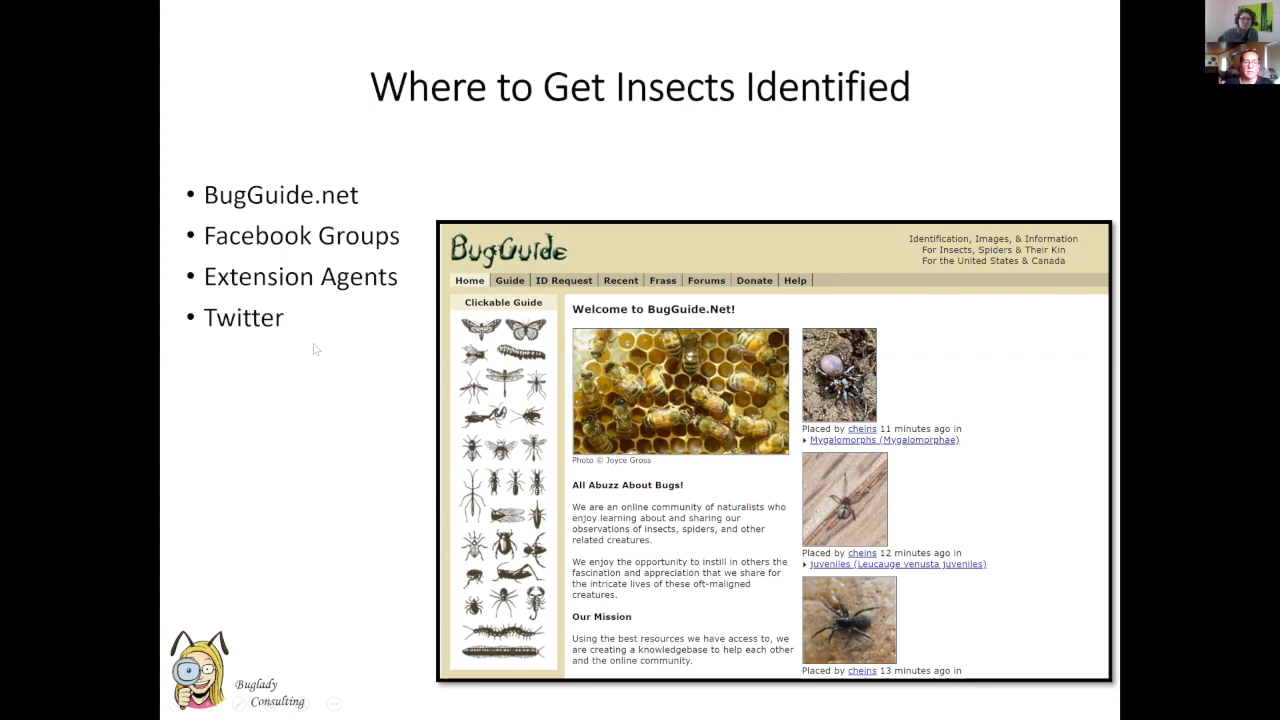 Where to Get Insects Identified
• BugGuide.net
• Facebook Groups
• Extension Agents
• Twitter
BugGuide
Identification, Images, & Information
For Insects, Spiders & Their Kin
For the United States & Canada
Home Guide ID Request Recent Frass Forums Donate Help
Clickable Guide
Welcome to BugGuide.Net!
Photo © Joyce Gross
All Abuzz About Bugs!
We are an online community of naturalists who
enjoy learning about and sharing our
observations of insects, spiders, and other
related creatures.
We enjoy the opportunity to instill in others the
fascination and appreciation that we share for
the intricate lives of these oft-maligned
creatures.
Our Mission
Using the best resources we have access to, we
are creating a knowledgebase to help each other
and the online community.
Placed by cheins 11 minutes ago in
Mygalomorphs (Mygalomorphae)
Placed by cheins 12 minutes ago in
juveniles (Leucauge venusta juveniles)
Placed by cheins 13 minutes ago in
Buglady
Consulting